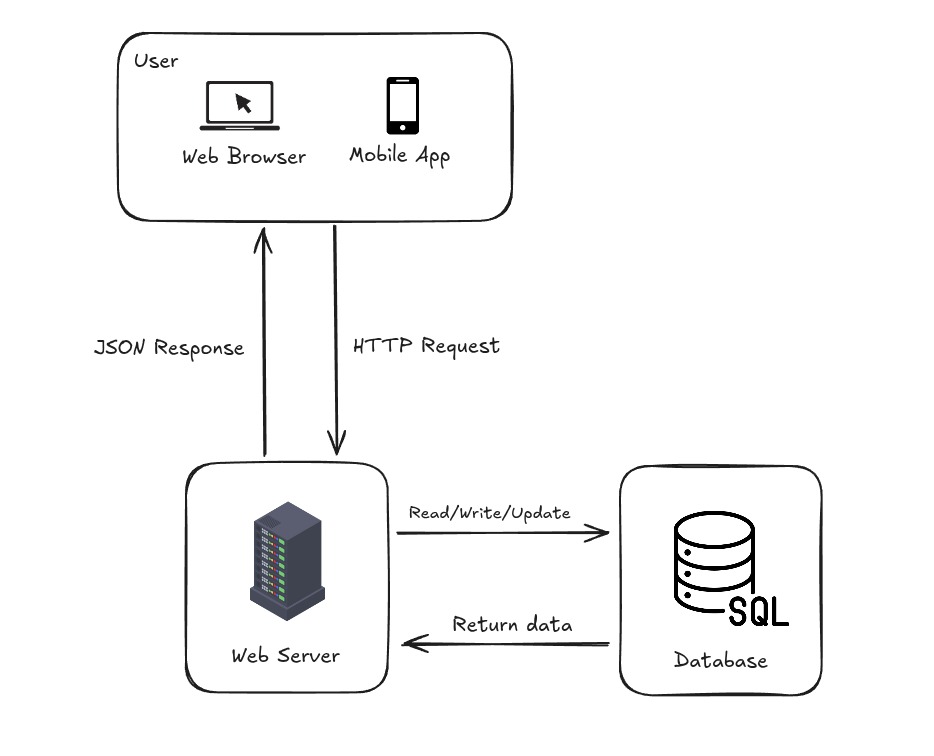 User
Web Browser
Mobile App
JSON Response
HTTP Request
Read/Write/Update
Return data
SQL
Web Server
Database